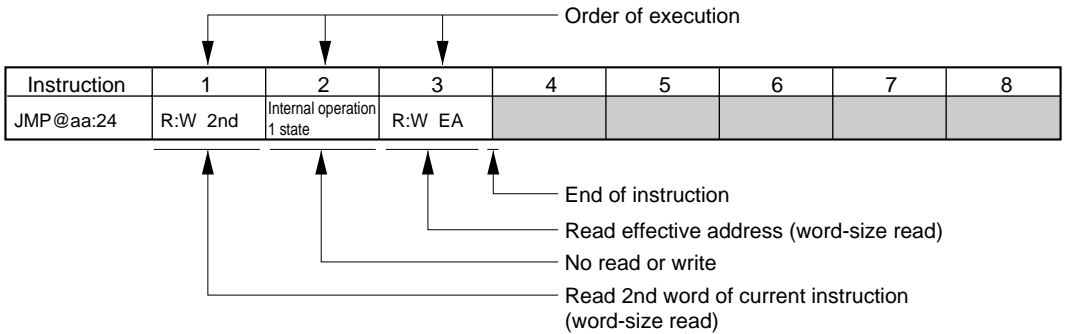 Order of execution
Instruction 1 2 3 4 5 6 7 8
JMP@aa:24 R:W 2nd Internal operation R:W EA
1 state
End of instruction
Read effective address (word-size read)
No read or write
Read 2nd word of current instruction
(word-size read)